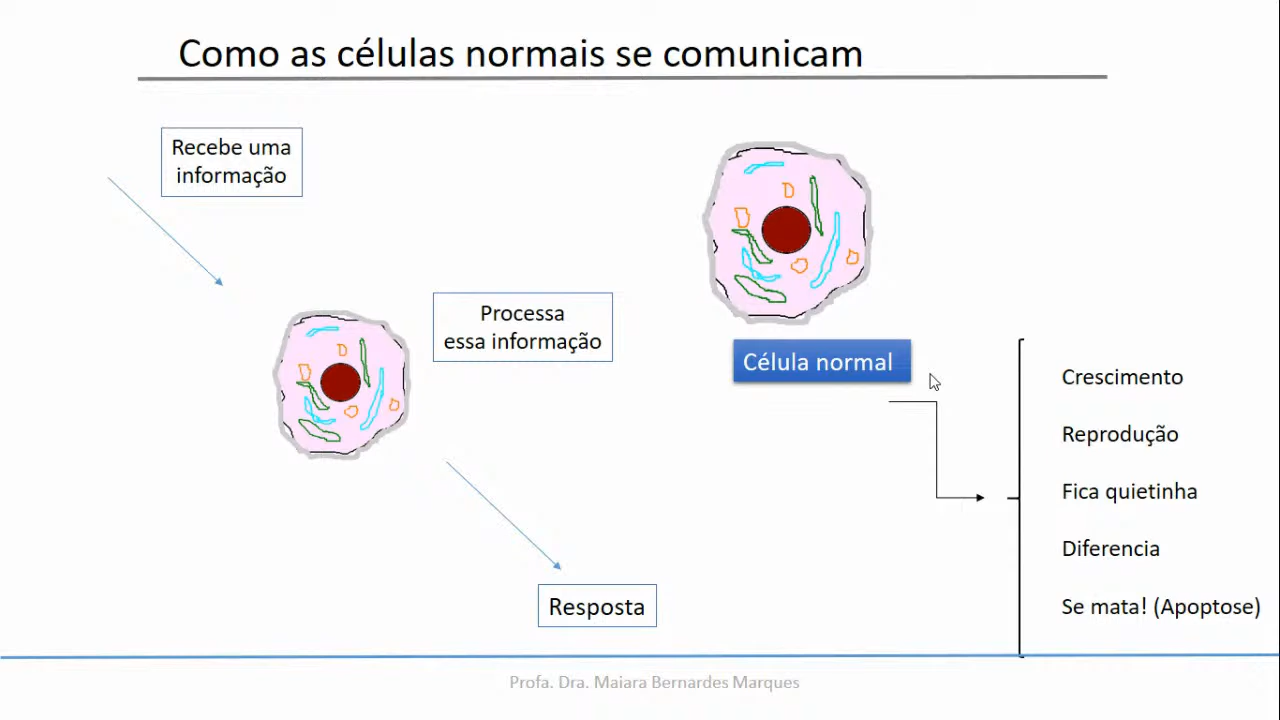 Como as células normais se comunicam
Recebe uma
informação
Processa
essa informação
Resposta
Célula normal
Crescimento
Reprodução
Fica quietinha
Diferencia
Se mata! (Apoptose)
Profa. Dra. Maiara Bernardes Marques